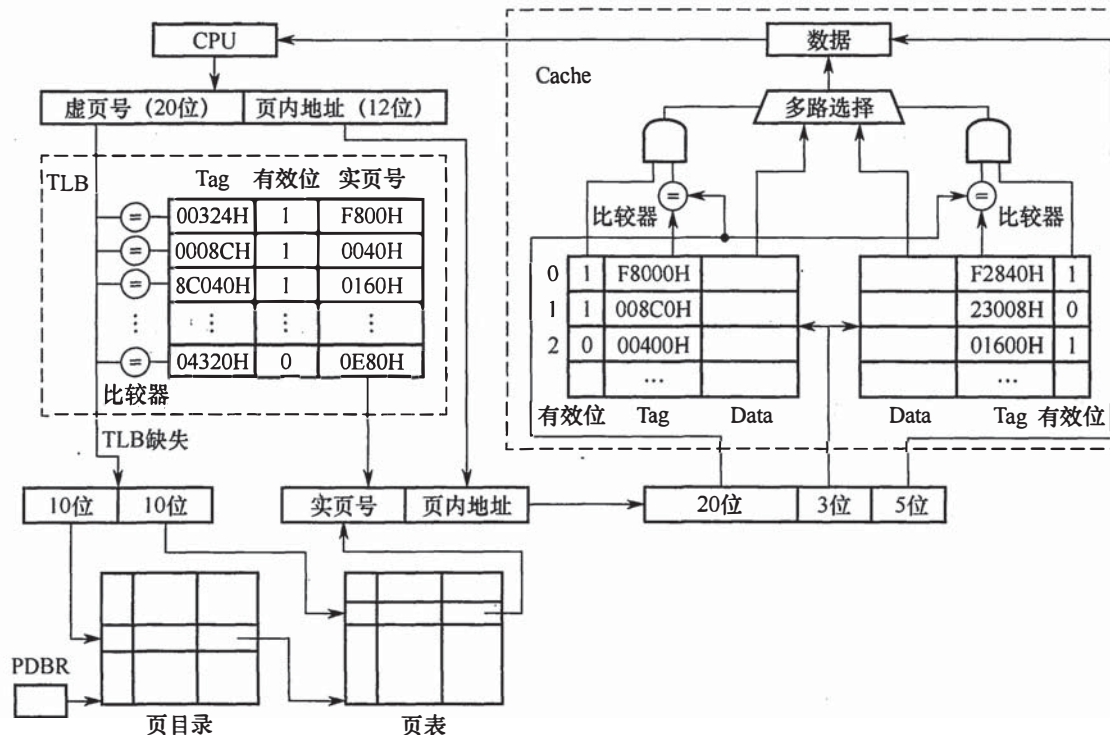 CPU
数据
Cache
虚页号（20位） 页内地址（12位）
多路选择
TLB
Tag 有效位 实页号
= 00324H 1 F800H
= 0008CH 1 0040H
= 8C040H 1 0160H
⋮ ⋮ ⋮ ⋮
= 04320H 0 0E80H
比较器
= =
比较器 比较器
0 1 F8000H F2840H 1
1 1 008C0H 23008H 0
2 0 00400H 01600H 1
... ...
有效位 Tag Data Data Tag 有效位
TLB缺失
10位 10位
实页号 页内地址
20位 3位 5位
PDBR
页目录
页表